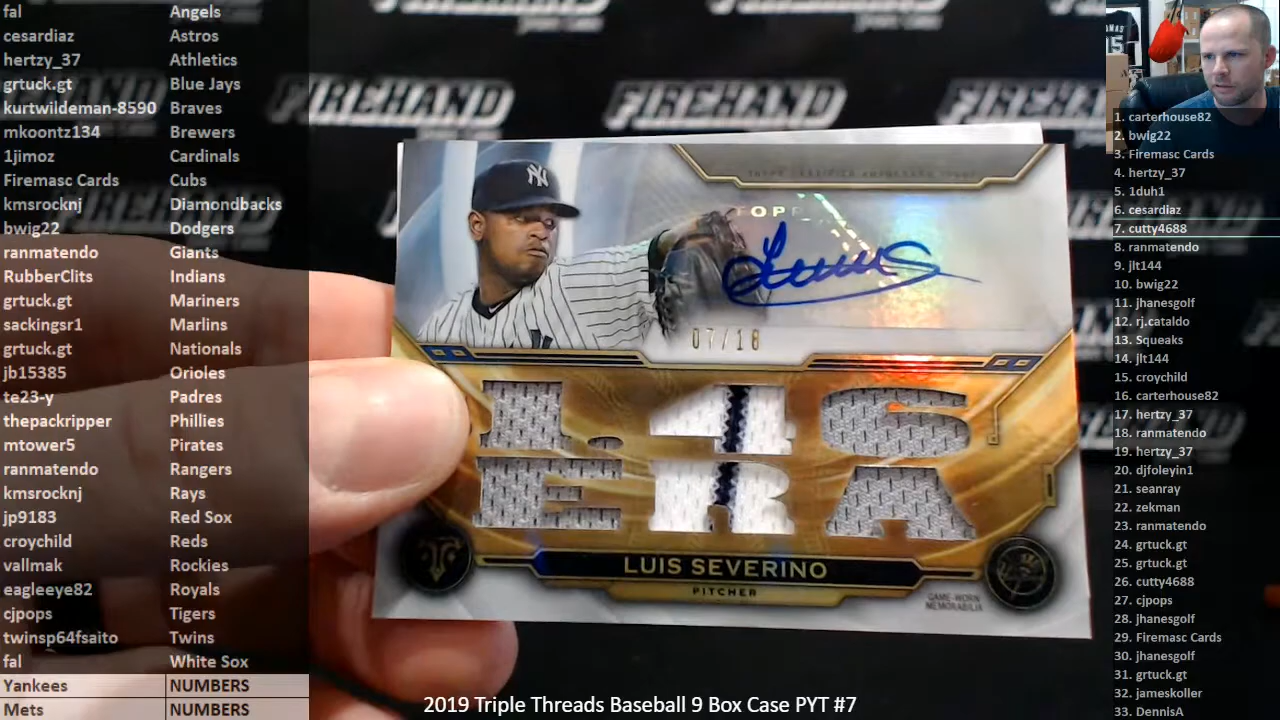 fal Angels
cesardiaz Astros
hertzy_37 Athletics
grtuck.gt Blue Jays
kurtwildeman-8590 Braves
mkoontz134 Brewers
1jimoz Cardinals
Firemasc Cards Cubs
kmsrocknj Diamondbacks
bwig22 Dodgers
ranmatendo Giants
RubberClits Indians
grtuck.gt Mariners
sackingsr1 Marlins
grtuck.gt Nationals
jb15385 Orioles
te23-y Padres
thepackripper Phillies
mtower5 Pirates
ranmatendo Rangers
kmsrocknj Rays
jp9183 Red Sox
croychild Reds
vallmak Rockies
eagleeye82 Royals
cjpops Tigers
twinsp64fsaito Twins
fal White Sox
Yankees NUMBERS
Mets NUMBERS
FIREHAND FIREHAND FIREHAND
NY
TOPP
Luis
07/18
L.4S
ERA
LUIS SEVERINO
PITCHER
GAME-WORN
MEMORABILIA
2019 Triple Threads Baseball 9 Box Case PYT #7
1. carterhouse82
2. bwig22
3. Firemasc Cards
4. hertzy_37
5. 1duh1
6. cesardiaz
7. cutty4688
8. ranmatendo
9. jlt144
10. bwig22
11. jhanesgolf
12. rj.cataldo
13. Squeaks
14. jlt144
15. croychild
16. carterhouse82
17. hertzy_37
18. ranmatendo
19. hertzy_37
20. djfoleyin1
21. seanray
22. zekman
23. ranmatendo
24. grtuck.gt
25. grtuck.gt
26. cutty4688
27. cjpops
28. jhanesgolf
29. Firemasc Cards
30. jhanesgolf
31. grtuck.gt
32. jameskoller
33. DennisA